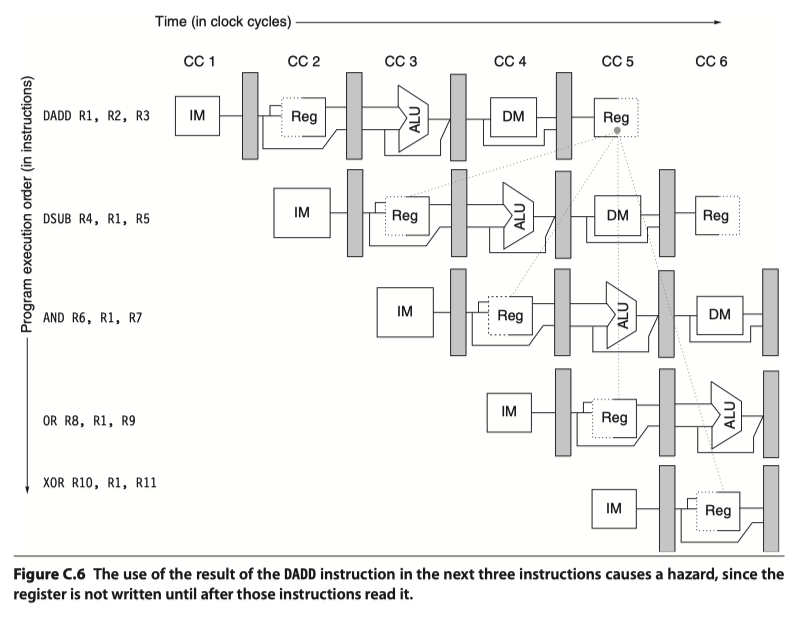 Time (in clock cycles)
CC 1 CC 2 CC 3 CC 4 CC 5 CC 6
Program execution order (in instructions)
DADD R1, R2, R3 IM Reg ALU DM Reg
DSUB R4, R1, R5 IM Reg ALU DM Reg
AND R6, R1, R7 IM Reg ALU DM
OR R8, R1, R9 IM Reg ALU
XOR R10, R1, R11 IM Reg
Figure C.6 The use of the result of the DADD instruction in the next three instructions causes a hazard, since the
register is not written until after those instructions read it.